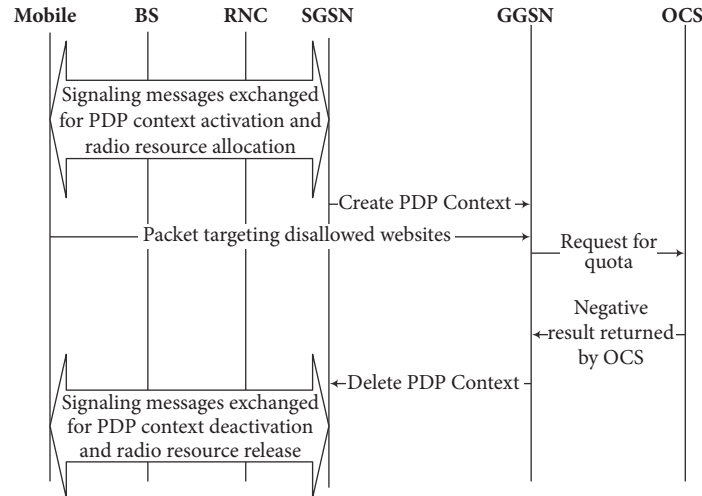 Mobile BS RNC SGSN GGSN OCS
Signaling messages exchanged
for PDP context activation and
radio resource allocation
Create PDP Context
Packet targeting disallowed websites
Request for
quota
Negative
result returned
by OCS
Delete PDP Context
Signaling messages exchanged
for PDP context deactivation
and radio resource release